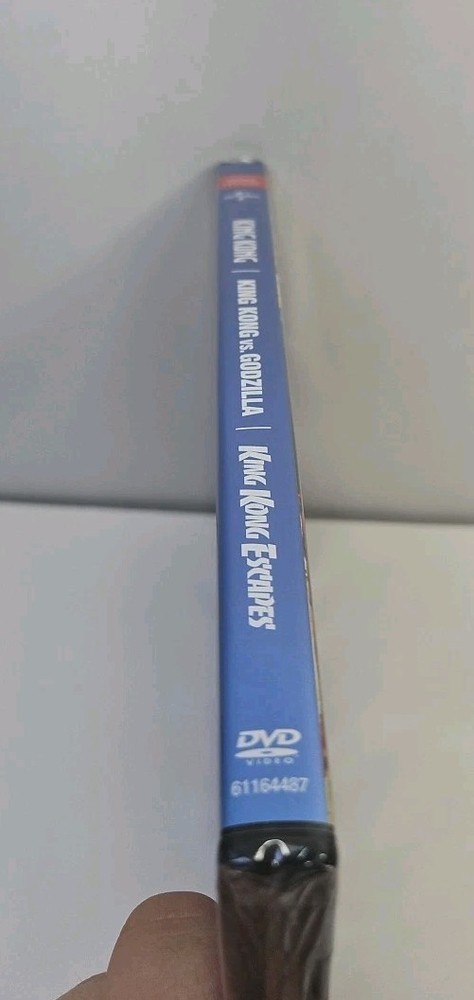 KING KONG | KING KONG VS. GODZILLA | KING KONG ESCAPES
DVD
VIDEO
61164487